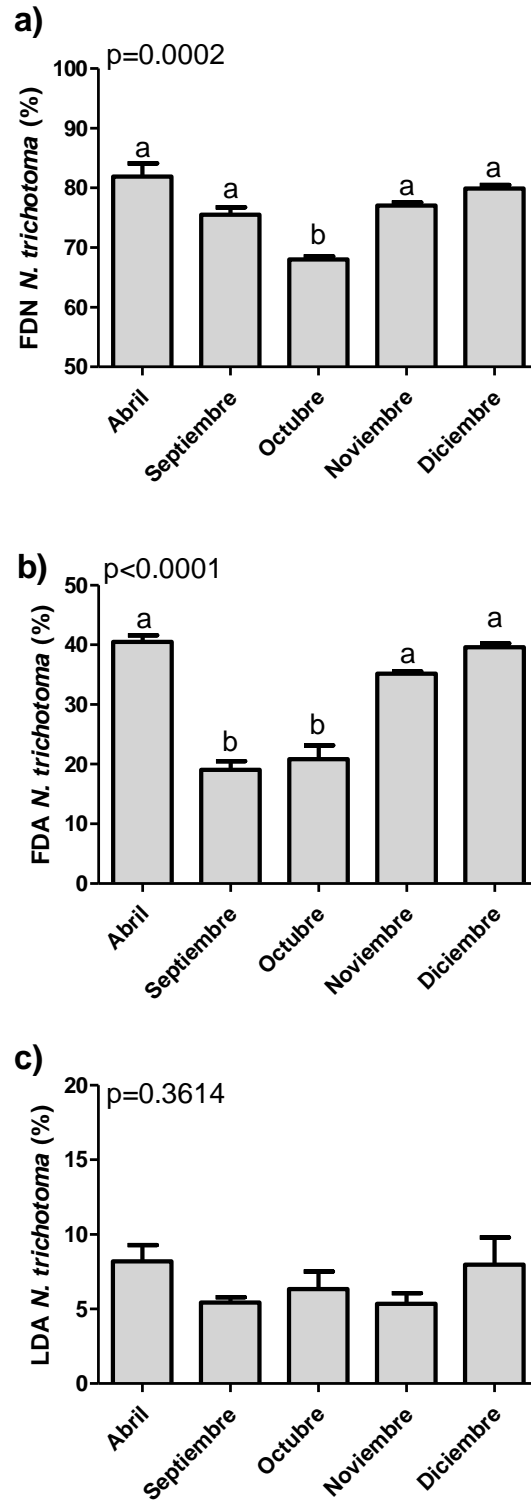 a)
p=0.0002
FDN N. trichotoma (%)
100
90
80
70
60
50
a
a
b
a
a
Abril
Septiembre
Octubre
Noviembre
Diciembre
b)
p<0.0001
FDA N. trichotoma (%)
50
40
30
20
10
0
a
b
b
a
a
Abril
Septiembre
Octubre
Noviembre
Diciembre
c)
p=0.3614
LDA N. trichotoma (%)
20
15
10
5
0
Abril
Septiembre
Octubre
Noviembre
Diciembre